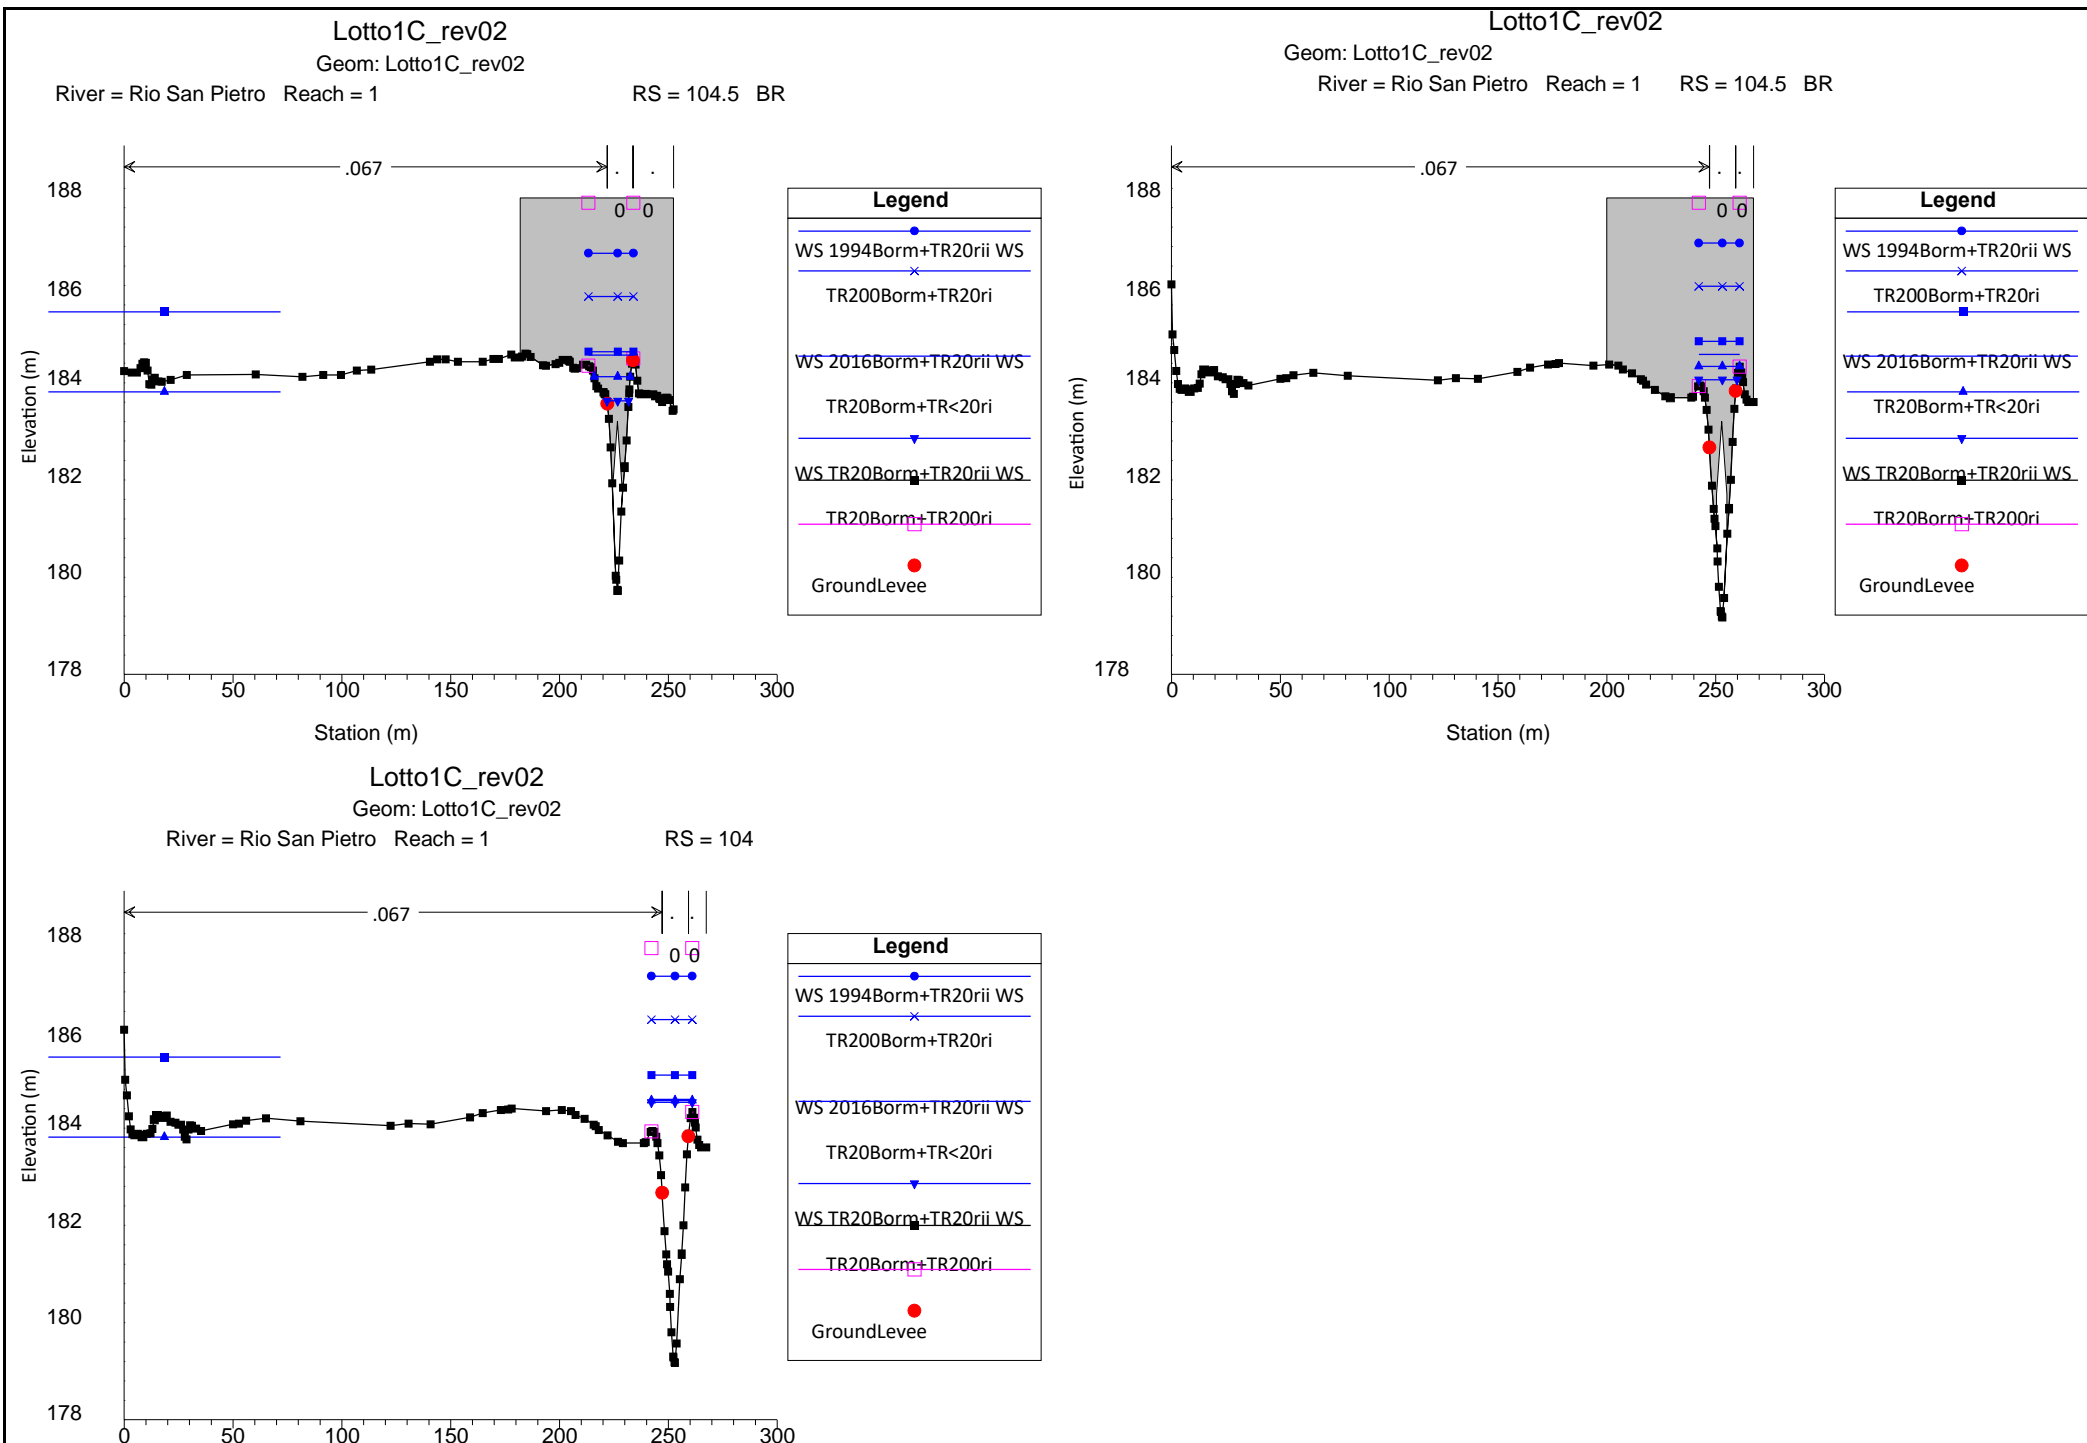 Lotto1C_rev02
Geom: Lotto1C_rev02
River = Rio San Pietro Reach = 1 RS = 104.5 BR
.067 . .
0 0
188
186
184
182
180
178
Elevation (m)
0 50 100 150 200 250 300
Station (m)
Legend
WS 1994Borm+TR20rii WS
TR200Borm+TR20ri
WS 2016Borm+TR20rii WS
TR20Borm+TR<20ri
WS TR20Borm+TR20rii WS
TR20Borm+TR200ri
GroundLevee
Lotto1C_rev02
Geom: Lotto1C_rev02
River = Rio San Pietro Reach = 1 RS = 104.5 BR
.067 . .
0 0
188
186
184
182
180
178
Elevation (m)
0 50 100 150 200 250 300
Station (m)
Legend
WS 1994Borm+TR20rii WS
TR200Borm+TR20ri
WS 2016Borm+TR20rii WS
TR20Borm+TR<20ri
WS TR20Borm+TR20rii WS
TR20Borm+TR200ri
GroundLevee
Lotto1C_rev02
Geom: Lotto1C_rev02
River = Rio San Pietro Reach = 1 RS = 104
.067 . .
0 0
188
186
184
182
180
178
Elevation (m)
0 50 100 150 200 250 300
Legend
WS 1994Borm+TR20rii WS
TR200Borm+TR20ri
WS 2016Borm+TR20rii WS
TR20Borm+TR<20ri
WS TR20Borm+TR20rii WS
TR20Borm+TR200ri
GroundLevee